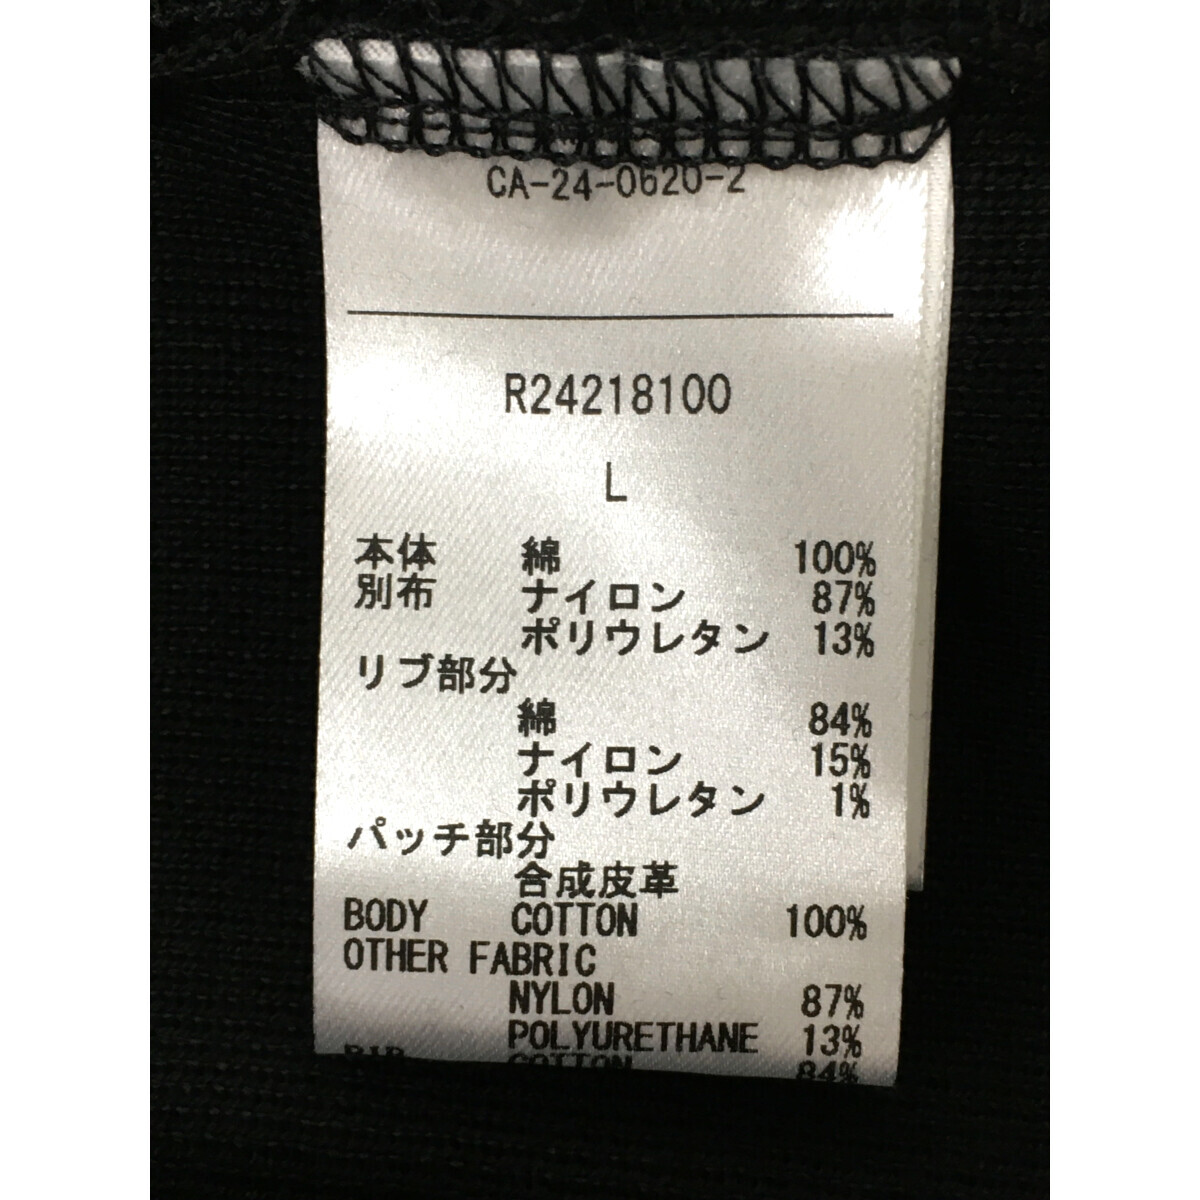 CA-24-0620-2
R24218100
L
本体 綿 100%
別布 ナイロン 87%
ポリウレタン 13%
リブ部分
綿 84%
ナイロン 15%
ポリウレタン 1%
パッチ部分
合成皮革
BODY COTTON 100%
OTHER FABRIC
NYLON 87%
POLYURETHANE 13%
RIB COTTON 84%